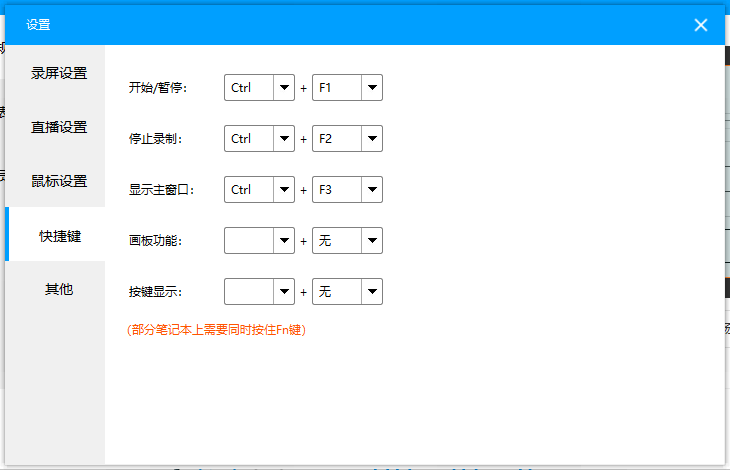 设置
录屏设置
直播设置
鼠标设置
快捷键
其他
开始/暂停： Ctrl + F1
停止录制： Ctrl + F2
显示主窗口： Ctrl + F3
画板功能： + 无
按键显示： + 无
(部分笔记本上需要同时按住Fn键)